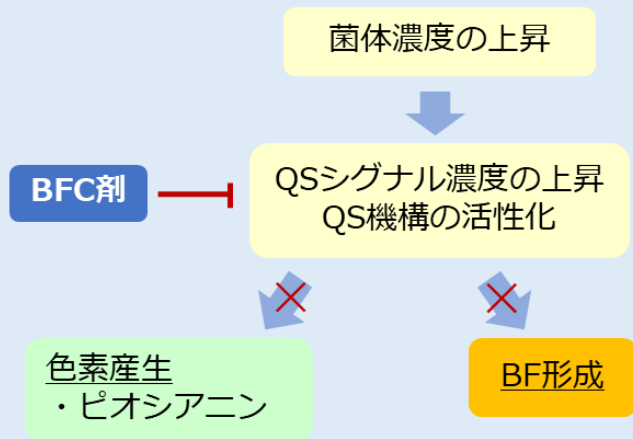 菌体濃度の上昇
BFC剤
QSシグナル濃度の上昇
QS機構の活性化
色素産生
・ピオシアニン
BF形成